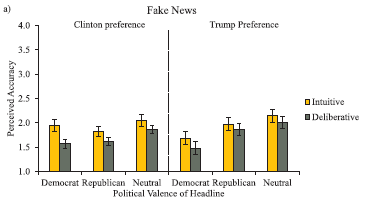 a)
Fake News
Clinton preference
Trump Preference
Perceived Accuracy
4.0
3.5
3.0
2.5
2.0
1.5
1.0
Intuitive
Deliberative
Democrat Republican Neutral Democrat Republican Neutral
Political Valence of Headline